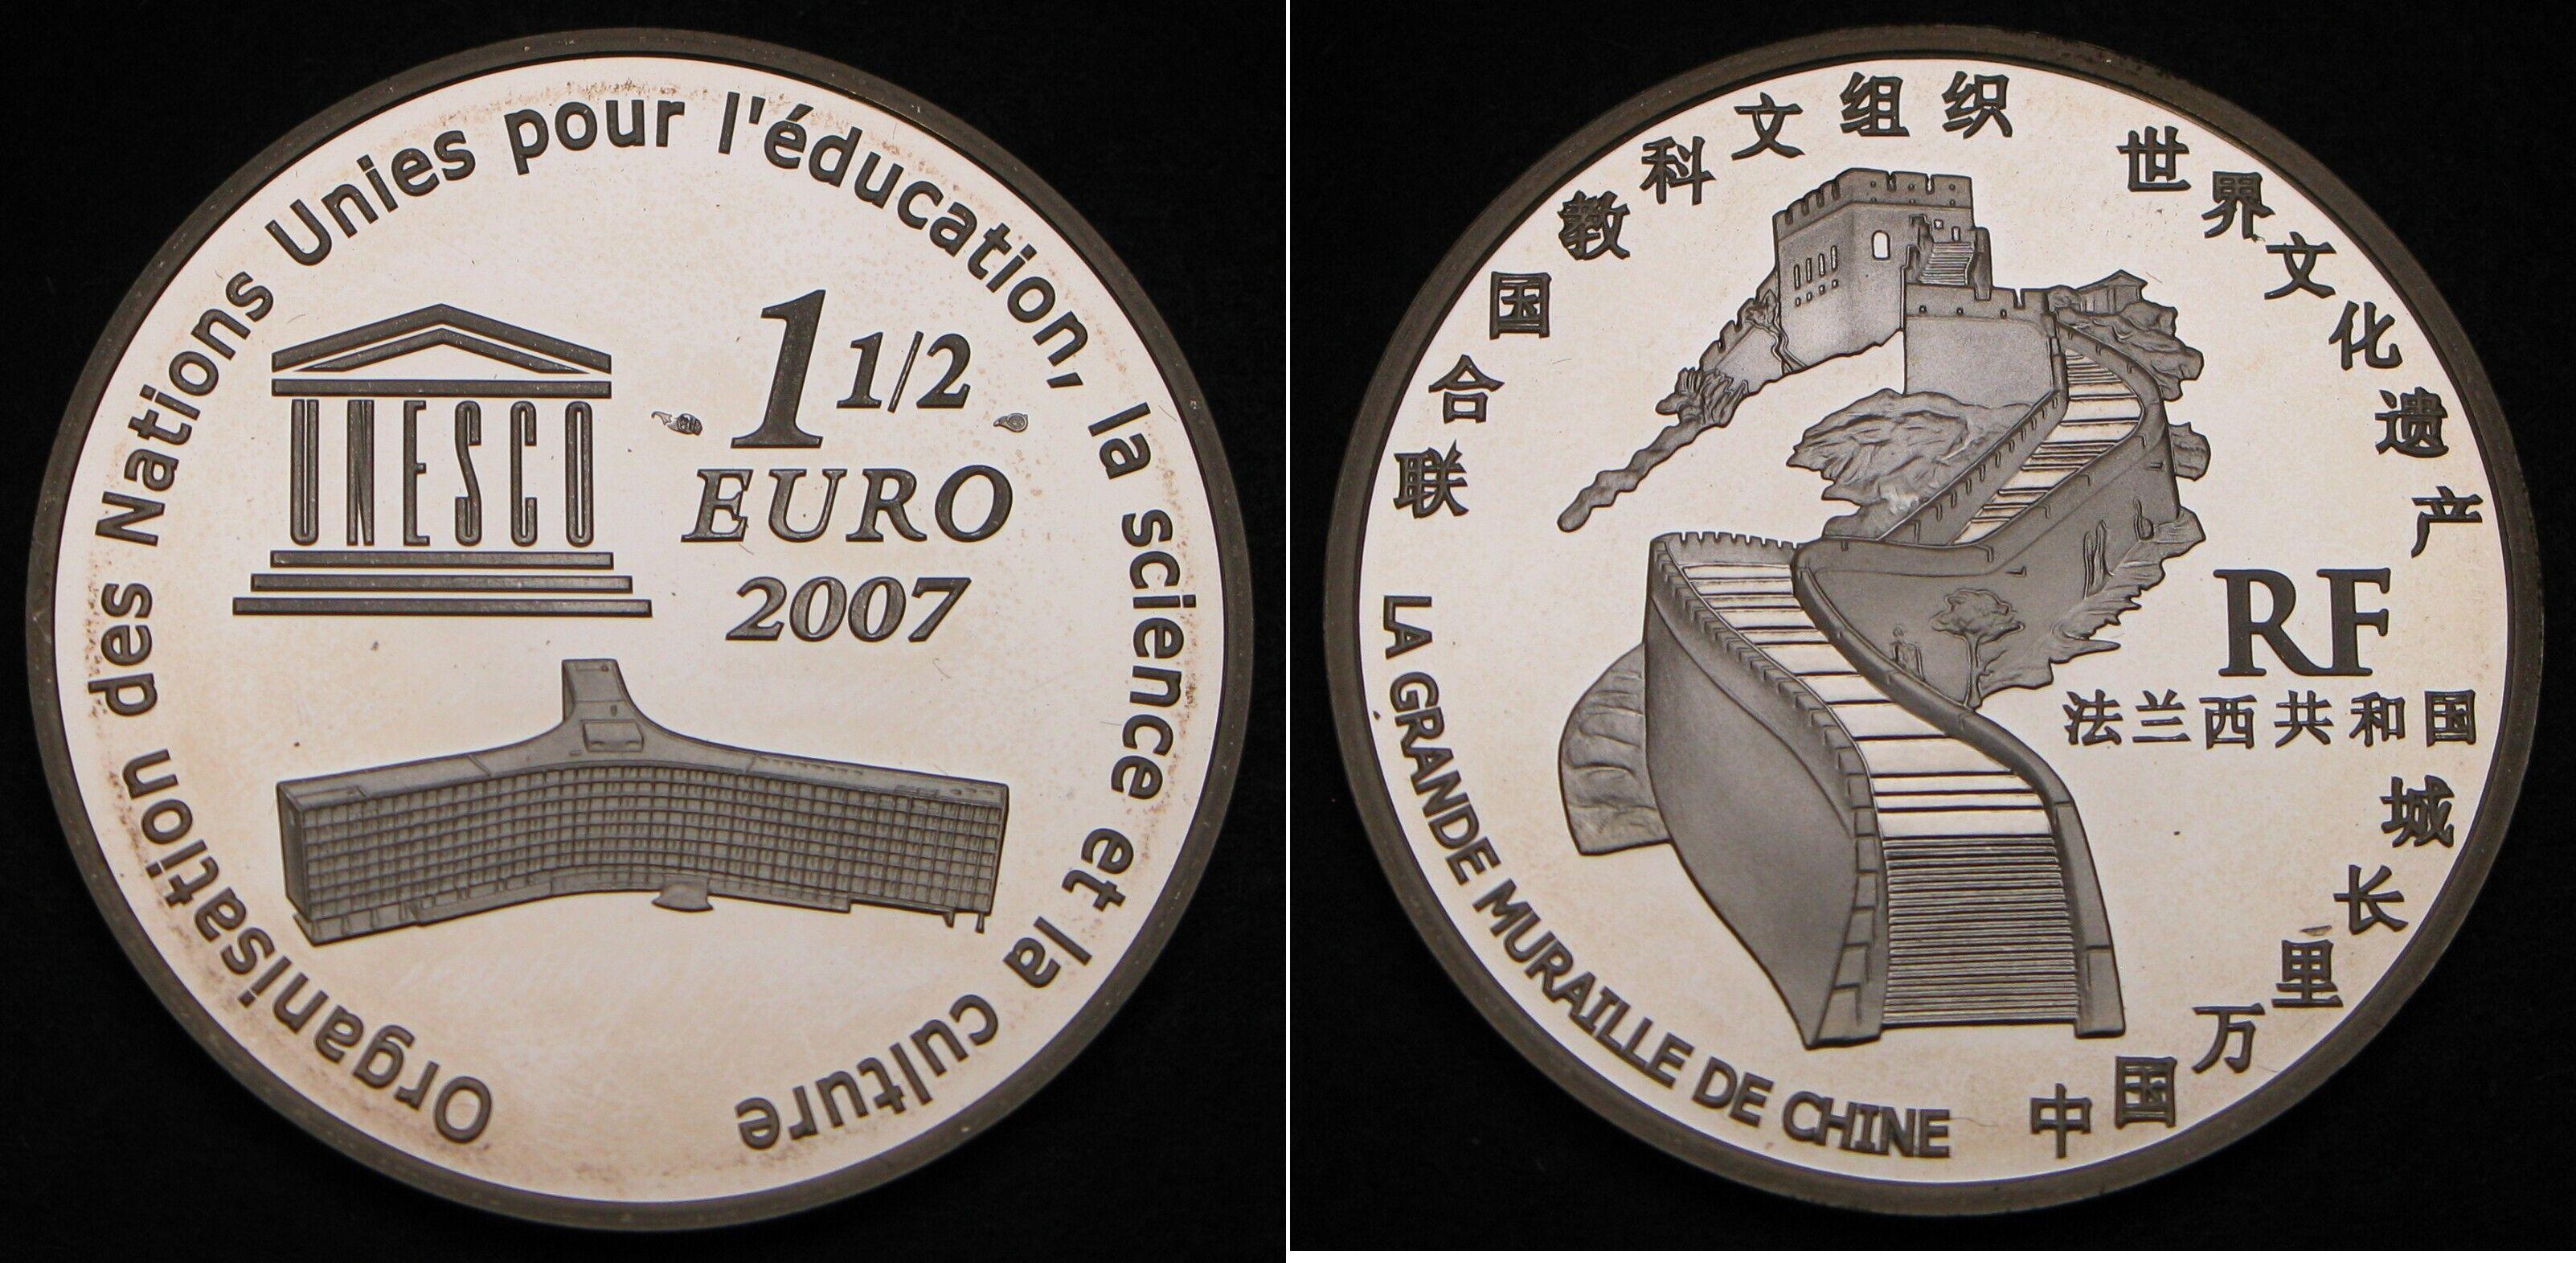 Organisation des Nations Unies pour l'éducation, la science et la culture
UNESCO
1 1/2
EURO
2007
联合国教科文组织 世界文化遗产
RF
法兰西共和国
LA GRANDE MURAILLE DE CHINE
中国万里长城